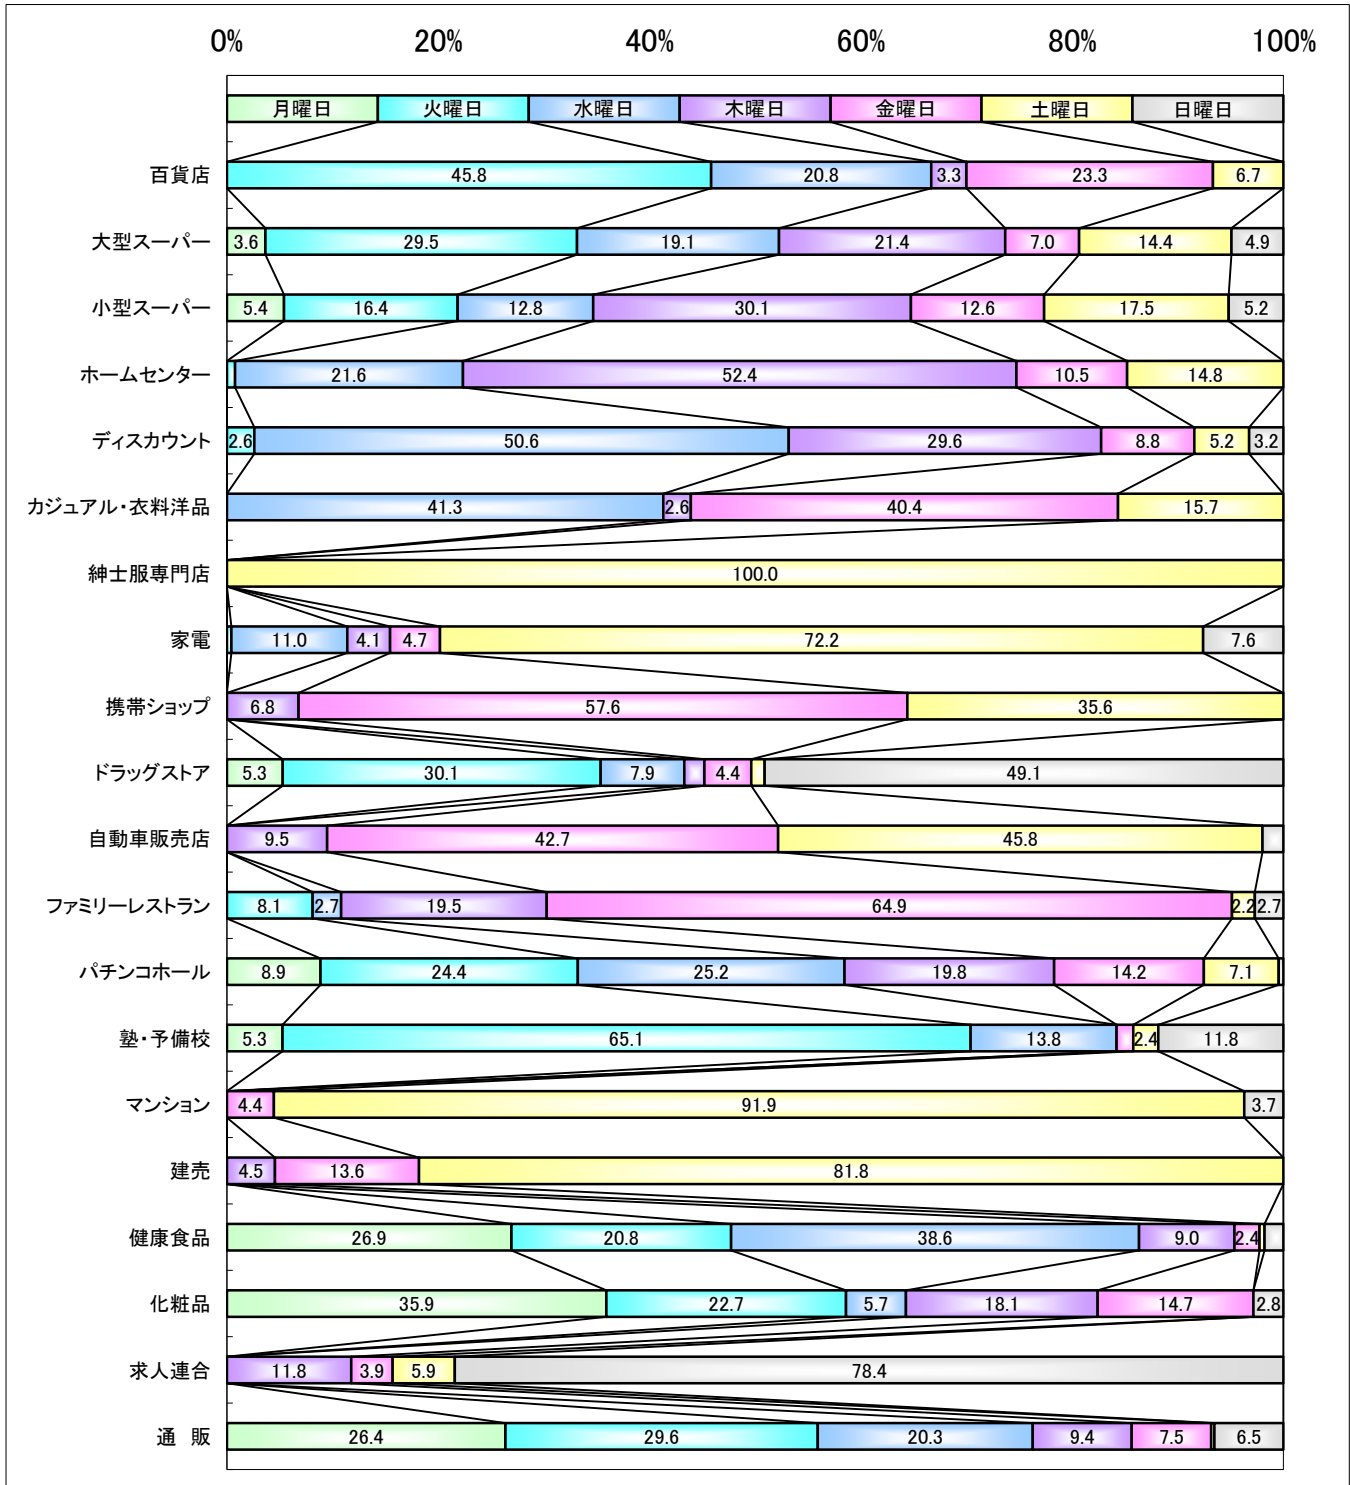 0% 20% 40% 60% 80% 100%
月曜日 火曜日 水曜日 木曜日 金曜日 土曜日 日曜日
百貨店 45.8 20.8 3.3 23.3 6.7
大型スーパー 3.6 29.5 19.1 21.4 7.0 14.4 4.9
小型スーパー 5.4 16.4 12.8 30.1 12.6 17.5 5.2
ホームセンター 21.6 52.4 10.5 14.8
ディスカウント 2.6 50.6 29.6 8.8 5.2 3.2
カジュアル・衣料洋品 41.3 2.6 40.4 15.7
紳士服専門店 100.0
家電 11.0 4.1 4.7 72.2 7.6
携帯ショップ 6.8 57.6 35.6
ドラッグストア 5.3 30.1 7.9 4.4 49.1
自動車販売店 9.5 42.7 45.8
ファミリーレストラン 8.1 2.7 19.5 64.9 2.2 2.7
パチンコホール 8.9 24.4 25.2 19.8 14.2 7.1
塾・予備校 5.3 65.1 13.8 2.4 11.8
マンション 4.4 91.9 3.7
建売 4.5 13.6 81.8
健康食品 26.9 20.8 38.6 9.0 2.4
化粧品 35.9 22.7 5.7 18.1 14.7 2.8
求人連合 11.8 3.9 5.9 78.4
通 販 26.4 29.6 20.3 9.4 7.5 6.5